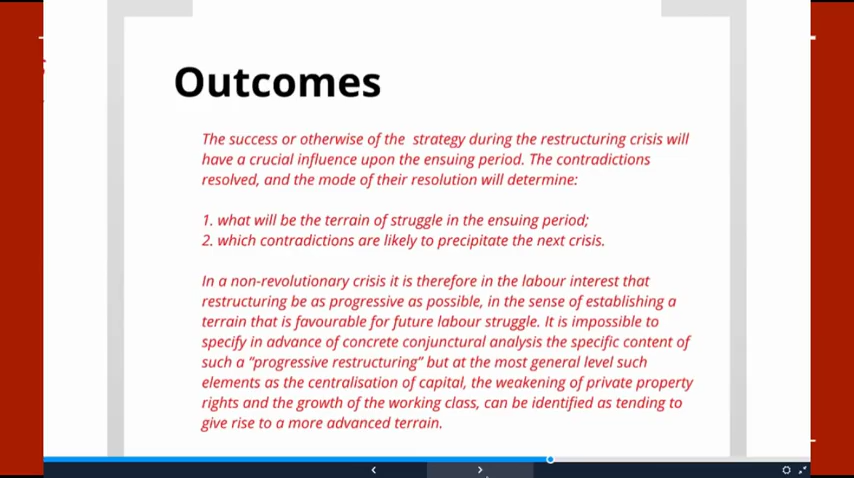 Outcomes
The success or otherwise of the strategy during the restructuring crisis will
have a crucial influence upon the ensuing period. The contradictions
resolved, and the mode of their resolution will determine:
1. what will be the terrain of struggle in the ensuing period;
2. which contradictions are likely to precipitate the next crisis.
In a non-revolutionary crisis it is therefore in the labour interest that
restructuring be as progressive as possible, in the sense of establishing a
terrain that is favourable for future labour struggle. It is impossible to
specify in advance of concrete conjunctural analysis the specific content of
such a “progressive restructuring” but at the most general level such
elements as the centralisation of capital, the weakening of private property
rights and the growth of the working class, can be identified as tending to
give rise to a more advanced terrain.